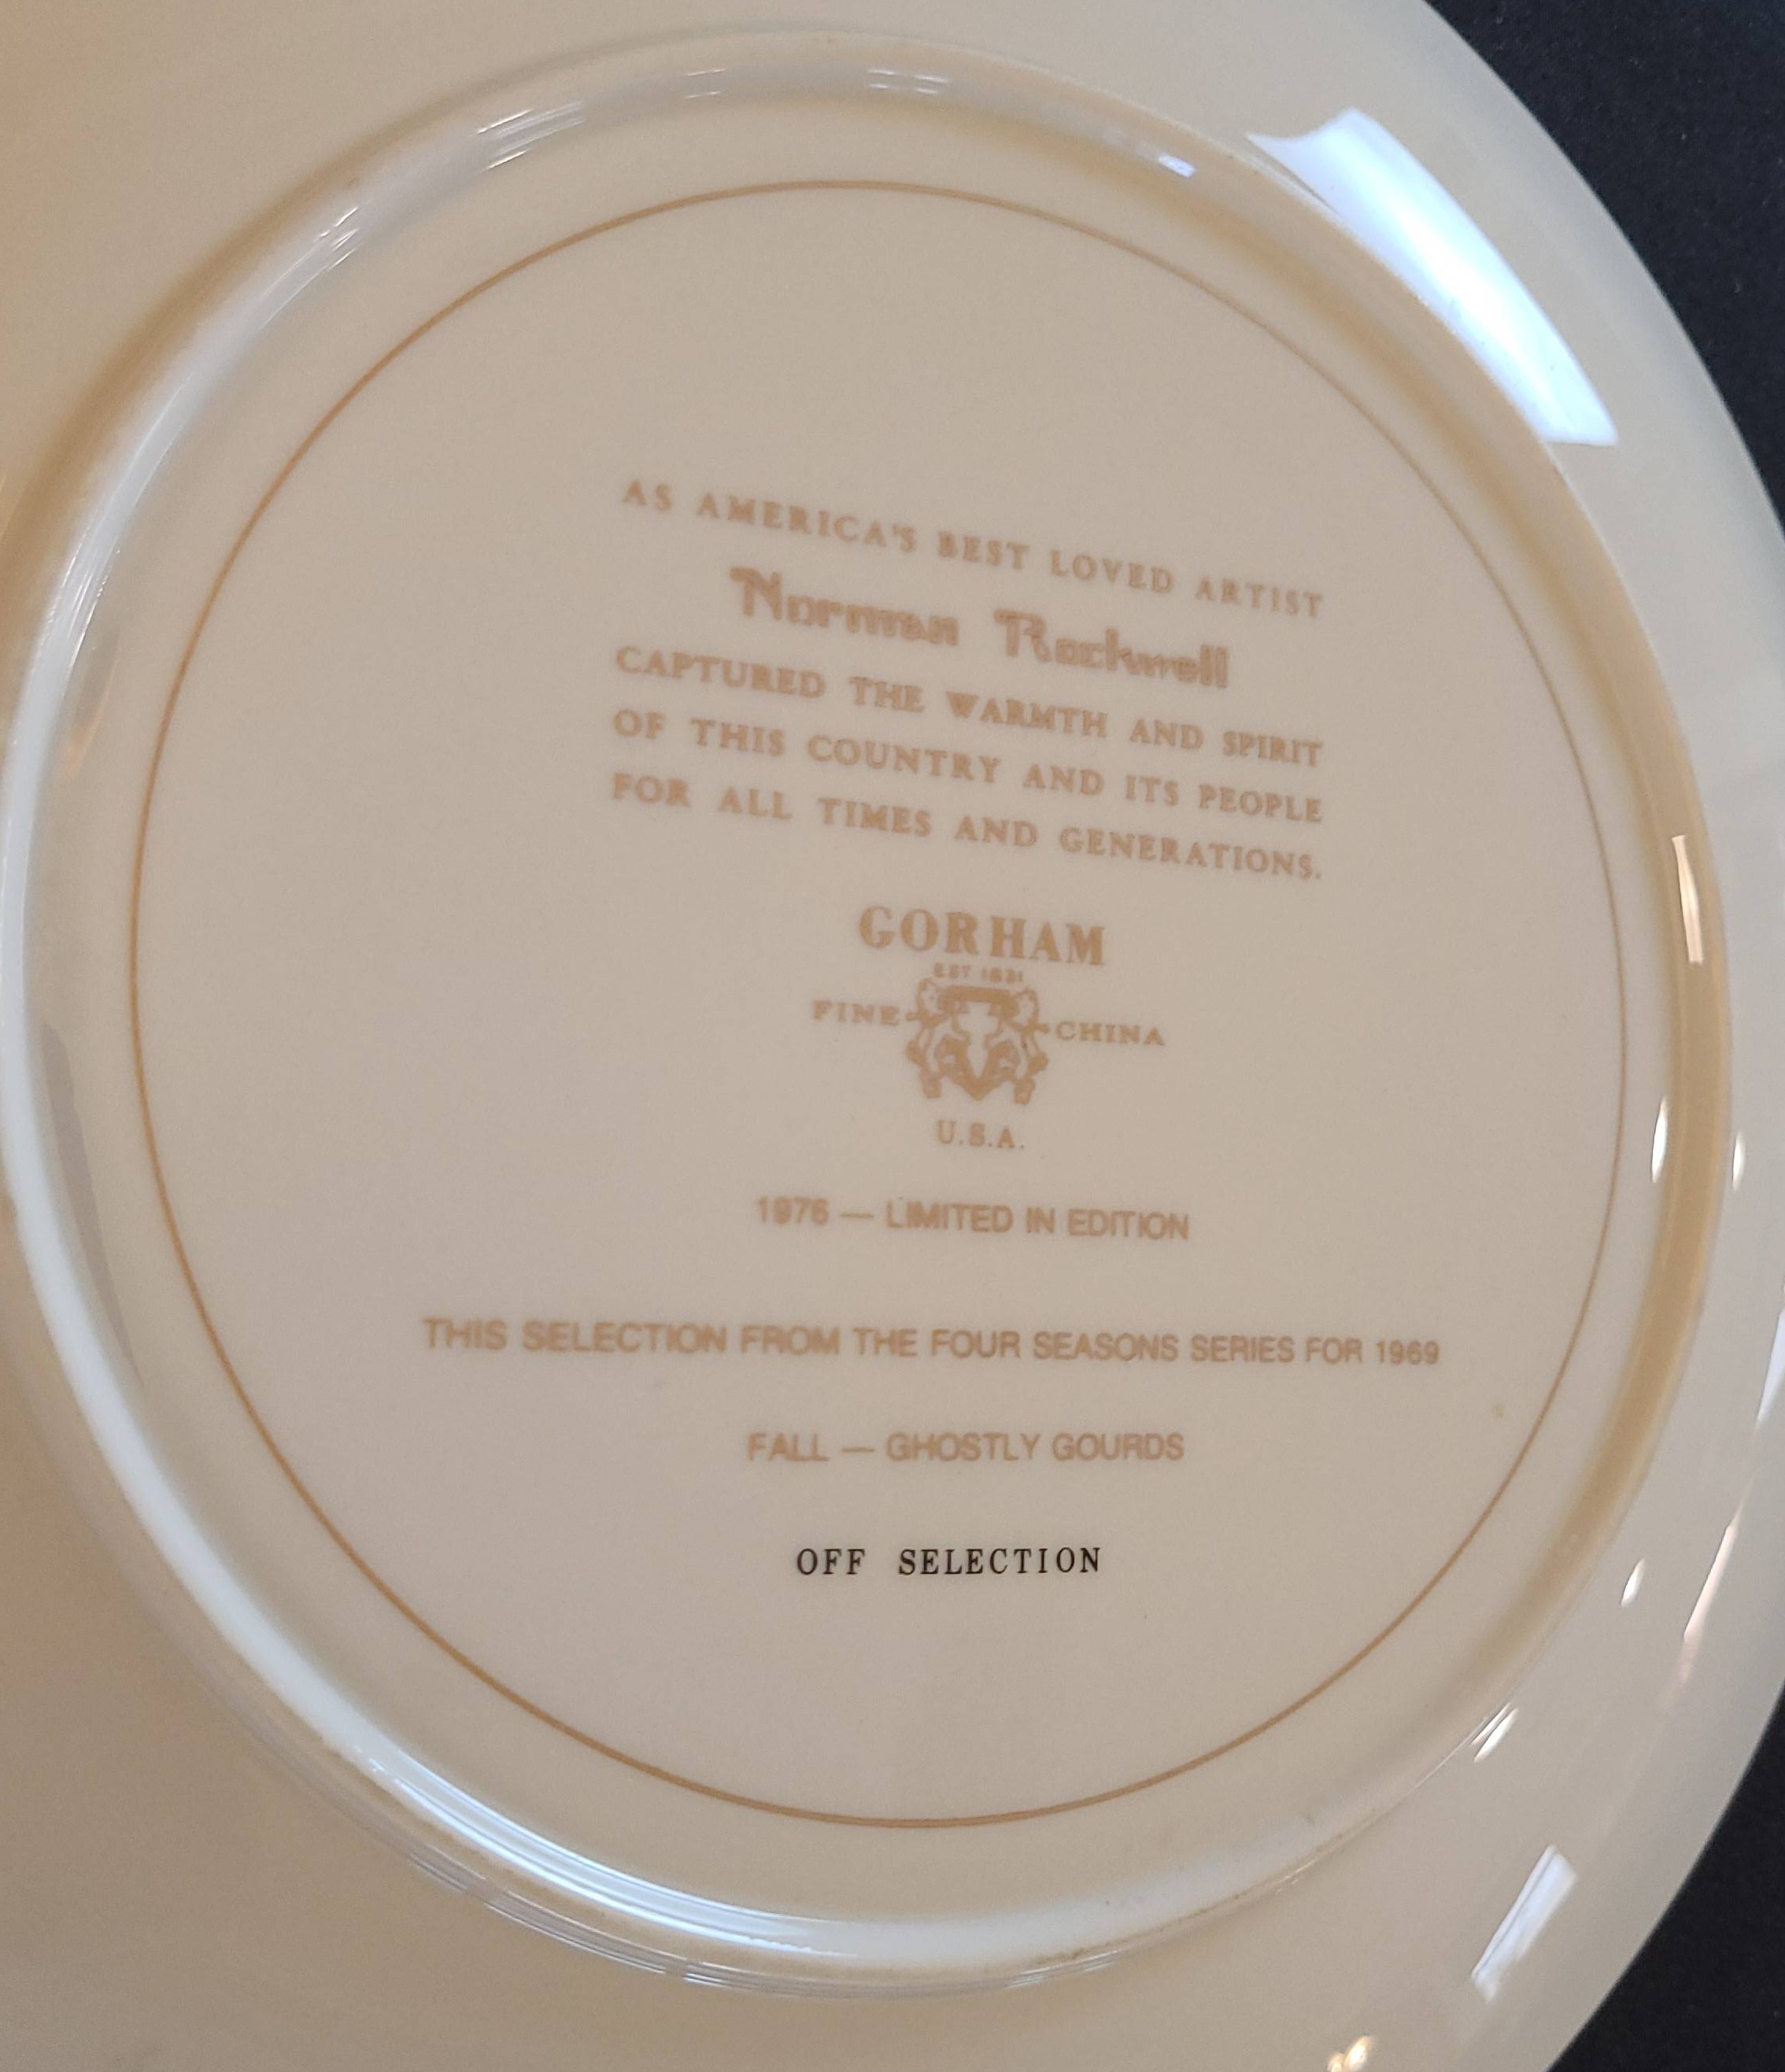 AS AMERICA'S BEST LOVED ARTIST
Norman Rockwell
CAPTURED THE WARMTH AND SPIRIT
OF THIS COUNTRY AND ITS PEOPLE
FOR ALL TIMES AND GENERATIONS.
GORHAM
EST 1831
FINE CHINA
U.S.A.
1976 — LIMITED IN EDITION
THIS SELECTION FROM THE FOUR SEASONS SERIES FOR 1969
FALL — GHOSTLY GOURDS
OFF SELECTION